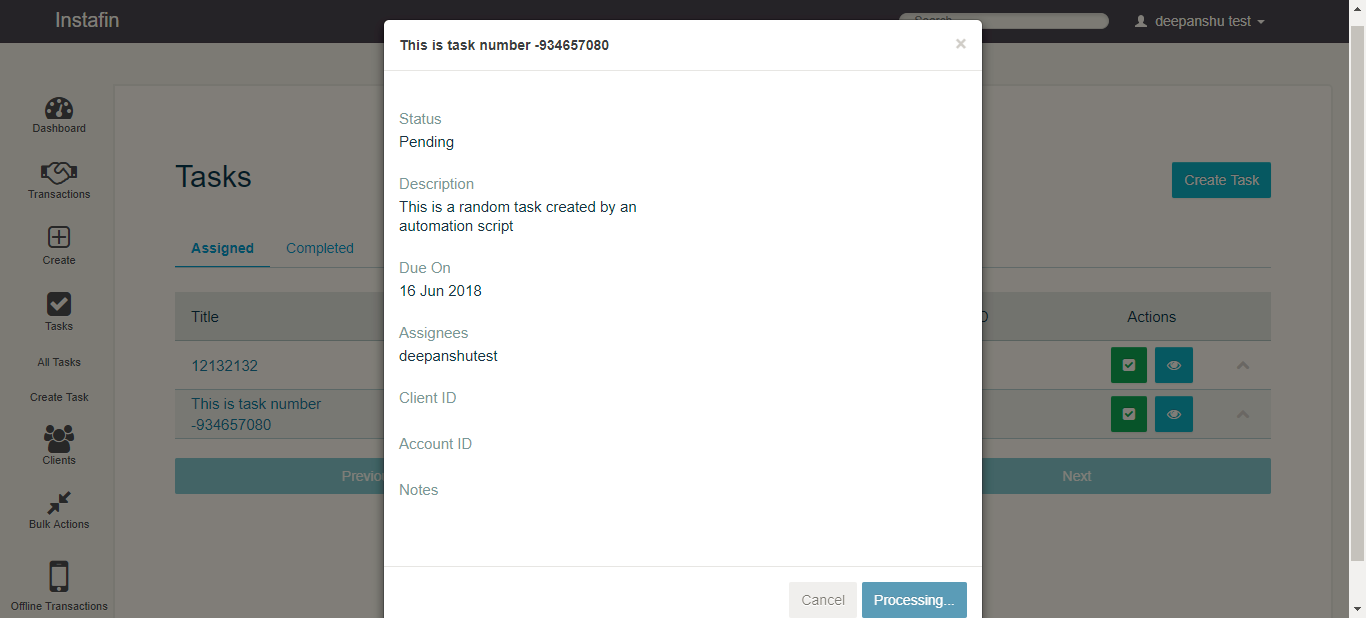 Instafin
Search
deepanshu test
This is task number -934657080
×
Dashboard
Transactions
Create
Tasks
All Tasks
Create Task
Clients
Bulk Actions
Offline Transactions
Tasks
Create Task
Assigned
Completed
Title
Actions
12132132
This is task number
-934657080
Next
Status
Pending
Description
This is a random task created by an
automation script
Due On
16 Jun 2018
Assignees
deepanshutest
Client ID
Account ID
Notes
Cancel
Processing...